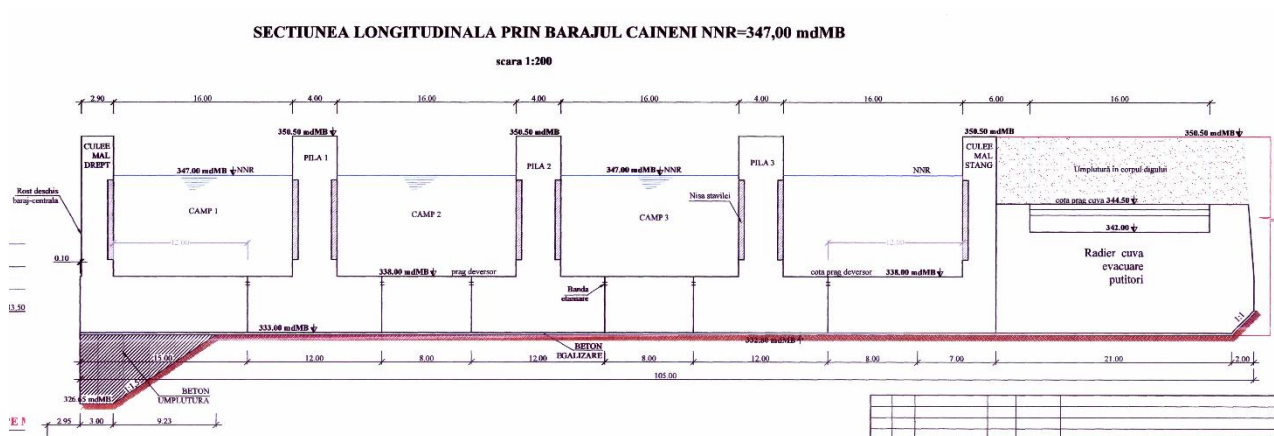 SECTIUNEA LONGITUDINALA PRIN BARAJUL CAINENI NNR=347,00 mdMB
scara 1:200
2.90 16.00 4.00 16.00 4.00 16.00 4.00 16.00 6.00 16.00
350.50 mdMB 350.50 mdMB 350.50 mdMB 350.50 mdMB
CULEE
MAL
DREPT
PILA 1
PILA 2
PILA 3
CULEE
MAL
STANG
347.00 mdMB NNR
347.00 mdMB NNR
NNR
Umplutură in corpul digului
Rost deschis
baraj-centrala
Nisa stavilei
CAMP 1
CAMP 2
CAMP 3
cota prag cuva 344.50
342.00
12.00
12.00
Radier cuva
evacuare
putitori
0.10
338.00 mdMB prag deversor
cota prag deversor 338.00 mdMB
Banda
etansare
333.00 mdMB
BETON
EGALIZARE
332.80 mdMB
1:1
15.00 12.00 8.00 12.00 8.00 12.00 8.00 7.00 21.00 2.00
105.00
BETON
UMPLUTURA
326.65 mdMB
2.95 3.00 9.23